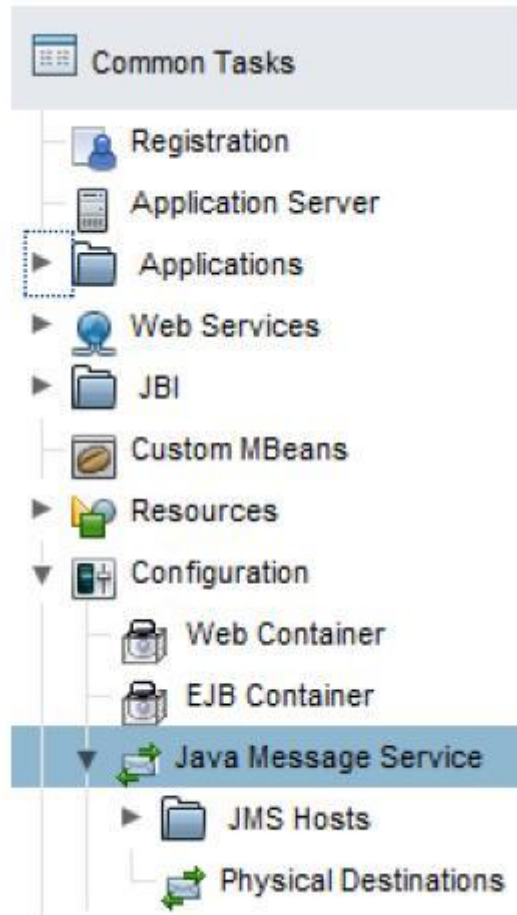 Common Tasks
Registration
Application Server
Applications
Web Services
JBI
Custom MBeans
Resources
Configuration
Web Container
EJB Container
Java Message Service
JMS Hosts
Physical Destinations